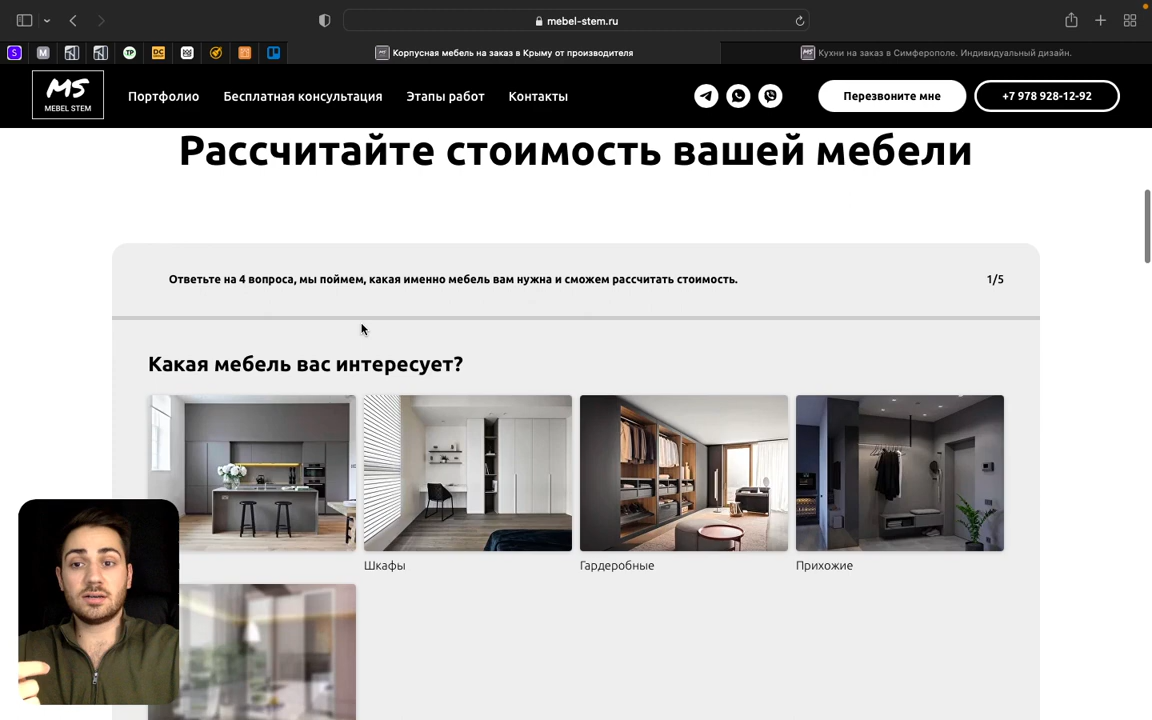 mebel-stem.ru
S
M
TP
DC
Корпусная мебель на заказ в Крыму от производителя
Кухни на заказ в Симферополе. Индивидуальный дизайн.
MS
MEBEL STEM
Портфолио
Бесплатная консультация
Этапы работ
Контакты
Перезвоните мне
+7 978 928-12-92
Рассчитайте стоимость вашей мебели
Ответьте на 4 вопроса, мы поймем, какая именно мебель вам нужна и сможем рассчитать стоимость.
1/5
Какая мебель вас интересует?
Шкафы
Гардеробные
Прихожие